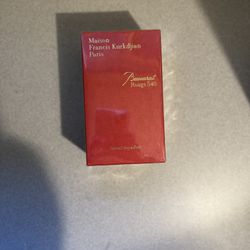 Maison
Francis Kurkdjian
Paris
Baccarat
Rouge 540